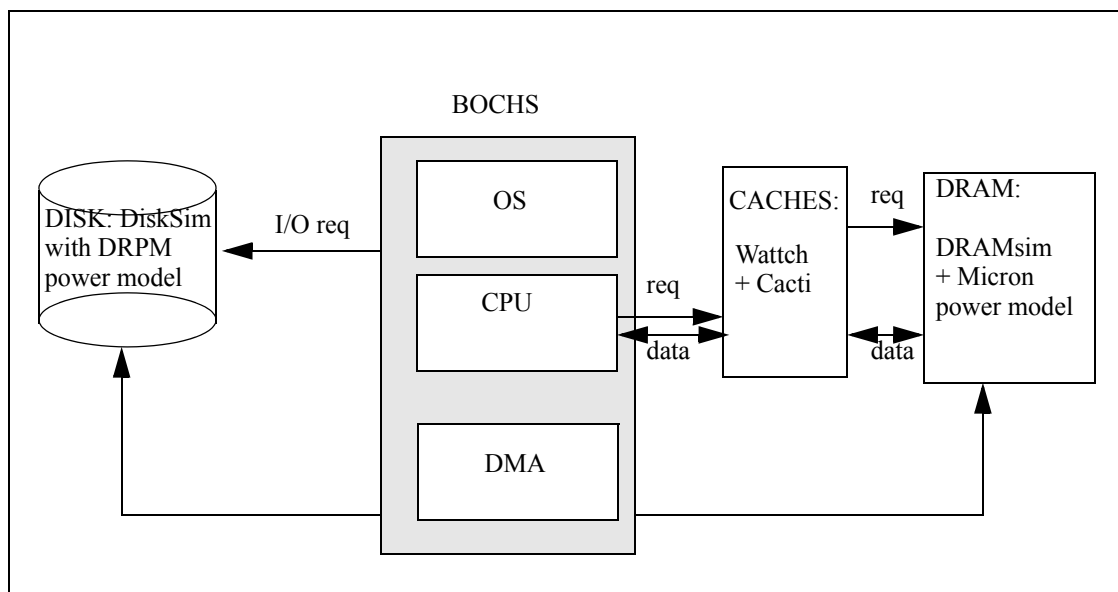 BOCHS
DISK: DiskSim
with DRPM
power model
I/O req
OS
CPU
DMA
req
data
CACHES:
Wattch
+ Cacti
req
data
DRAM:
DRAMsim
+ Micron
power model